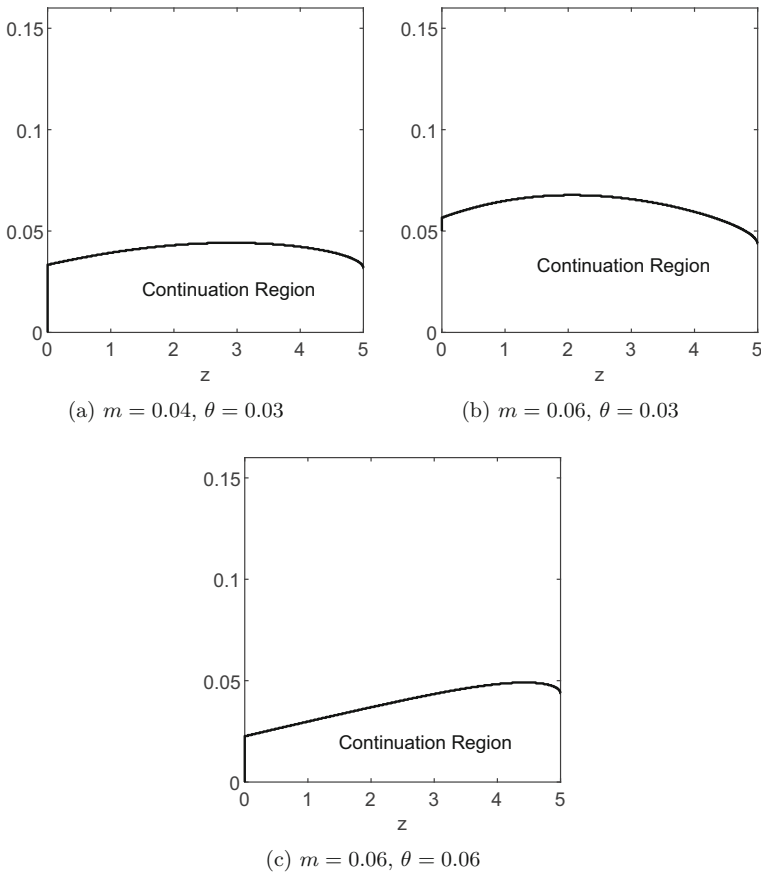 0.15
0.1
0.05
0
0 1 2 3 4 5
z
Continuation Region
(a) m = 0.04, θ = 0.03
0.15
0.1
0.05
0
0 1 2 3 4 5
z
Continuation Region
(b) m = 0.06, θ = 0.03
0.15
0.1
0.05
0
0 1 2 3 4 5
z
Continuation Region
(c) m = 0.06, θ = 0.06